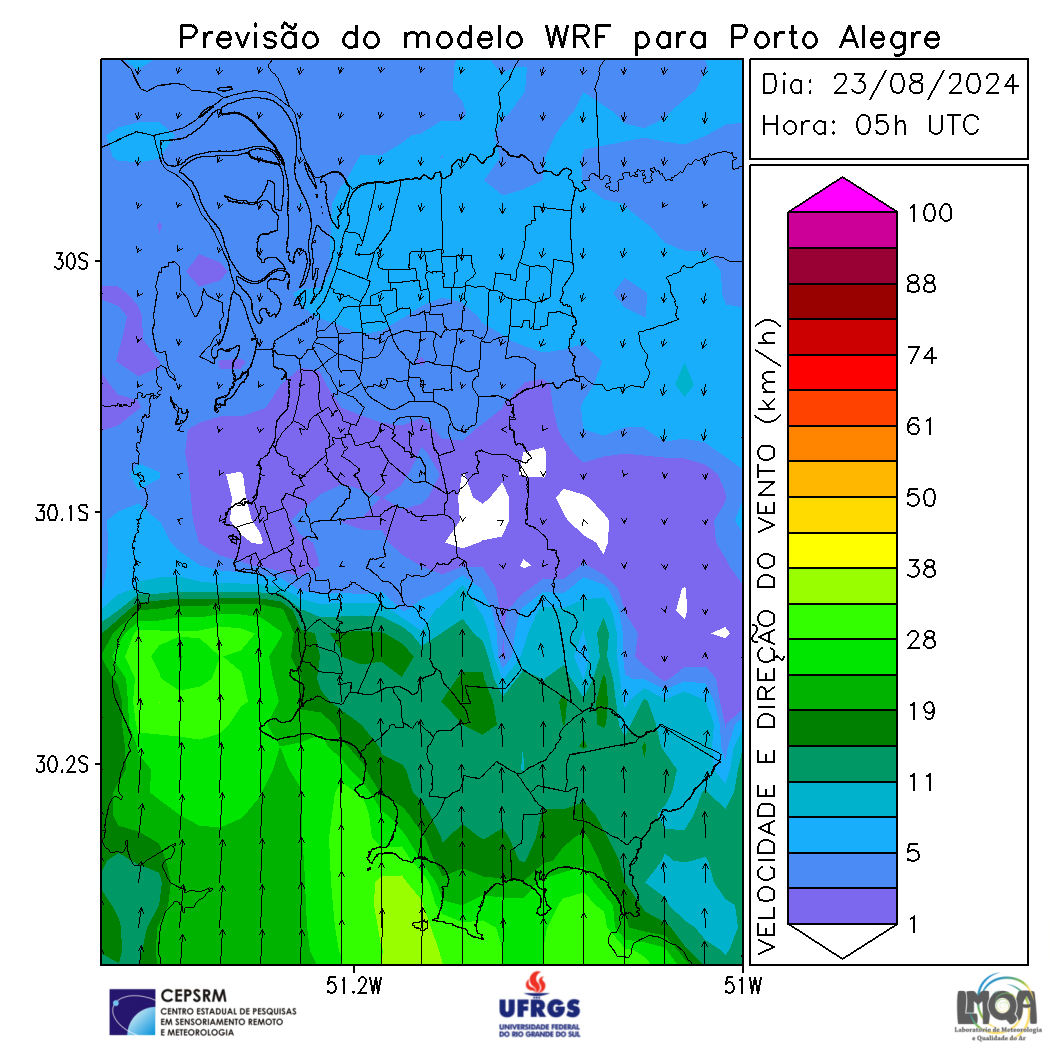 Previsão do modelo WRF para Porto Alegre
Dia: 23/08/2024
Hora: 05h UTC
30S
30.1S
30.2S
51.2W
51W
VELOCIDADE E DIREÇÃO DO VENTO (km/h)
100
88
74
61
50
38
28
19
11
5
1
CEPSRM
CENTRO ESTADUAL DE PESQUISAS
EM SENSORIAMENTO REMOTO
E METEOROLOGIA
UFRGS
UNIVERSIDADE FEDERAL
DO RIO GRANDE DO SUL
LMQA
Laboratório de Meteorologia
e Qualidade do Ar